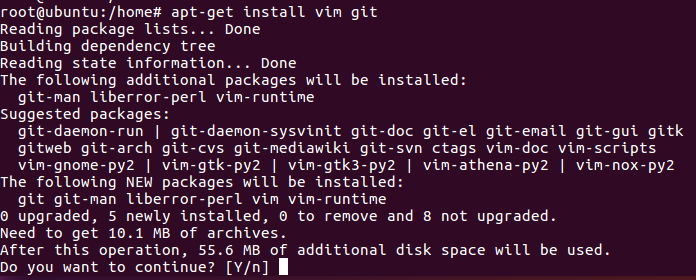 root@ubuntu:/home# apt-get install vim git
Reading package lists... Done
Building dependency tree
Reading state information... Done
The following additional packages will be installed:
  git-man liberror-perl vim-runtime
Suggested packages:
  git-daemon-run | git-daemon-sysvinit git-doc git-el git-email git-gui gitk
  gitweb git-arch git-cvs git-mediawiki git-svn ctags vim-doc vim-scripts
  vim-gnome-py2 | vim-gtk-py2 | vim-gtk3-py2 | vim-athena-py2 | vim-nox-py2
The following NEW packages will be installed:
  git git-man liberror-perl vim vim-runtime
0 upgraded, 5 newly installed, 0 to remove and 8 not upgraded.
Need to get 10.1 MB of archives.
After this operation, 55.6 MB of additional disk space will be used.
Do you want to continue? [Y/n]